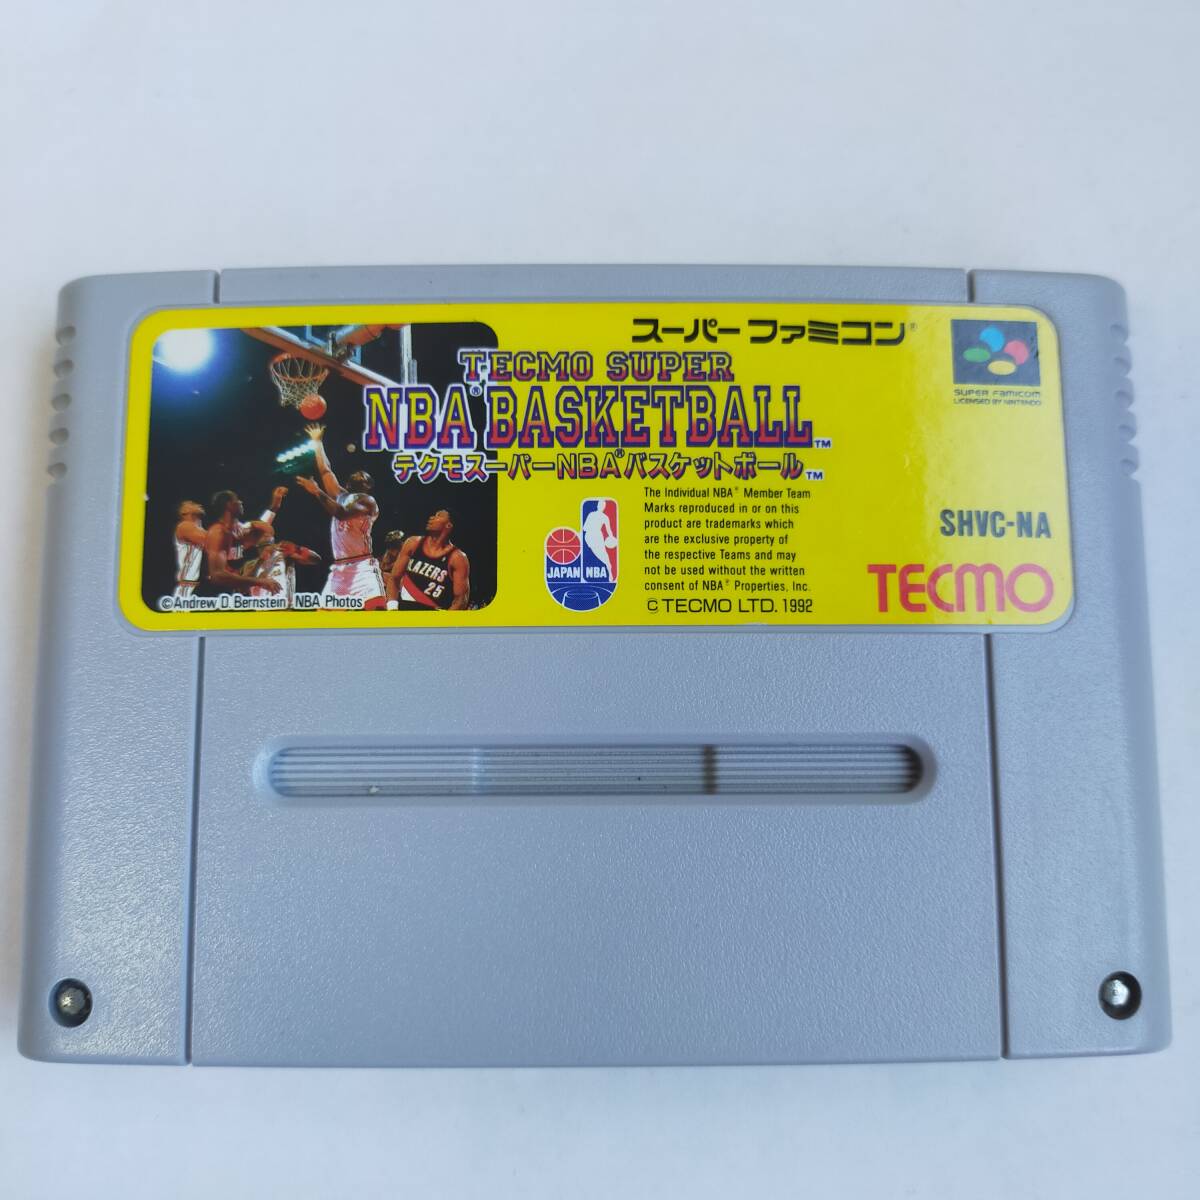 スーパーファミコン®
TECMO SUPER
NBA® BASKETBALL™
テクモスーパーNBA®バスケットボール™
SUPER FAMICOM
LICENSED BY NINTENDO
The Individual NBA® Member Team
Marks reproduced in or on this
product are trademarks which
are the exclusive property of
the respective Teams and may
not be used without the written
consent of NBA® Properties, Inc.
© TECMO LTD. 1992
JAPAN NBA
SHVC-NA
TECMO
BLAZERS
25
©Andrew D. Bernstein NBA Photos